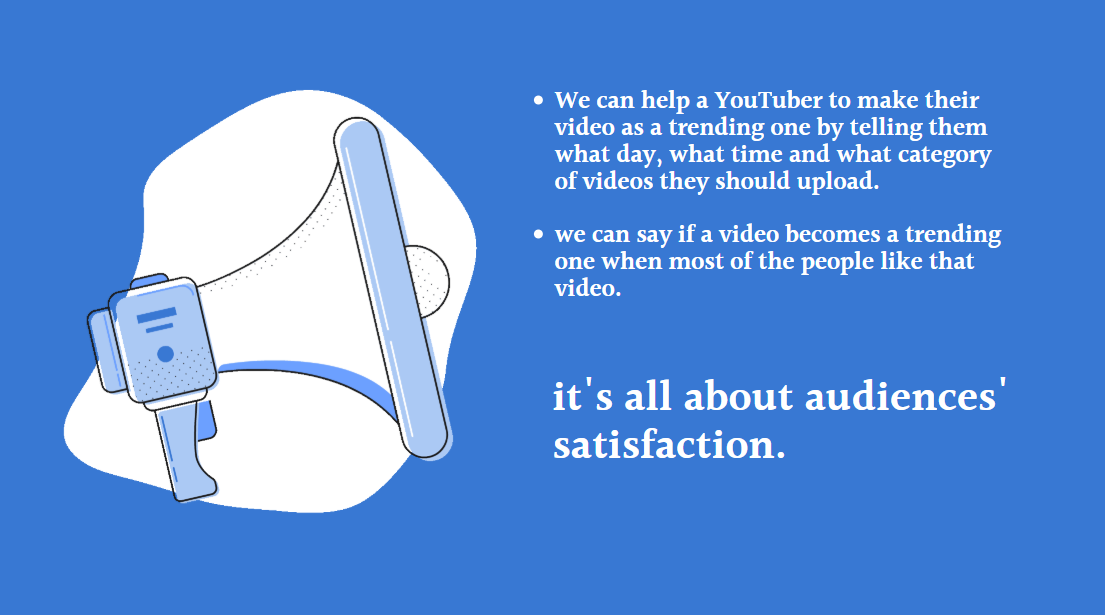 • We can help a YouTuber to make their
video as a trending one by telling them
what day, what time and what category
of videos they should upload.
• we can say if a video becomes a trending
one when most of the people like that
video.
it's all about audiences'
satisfaction.